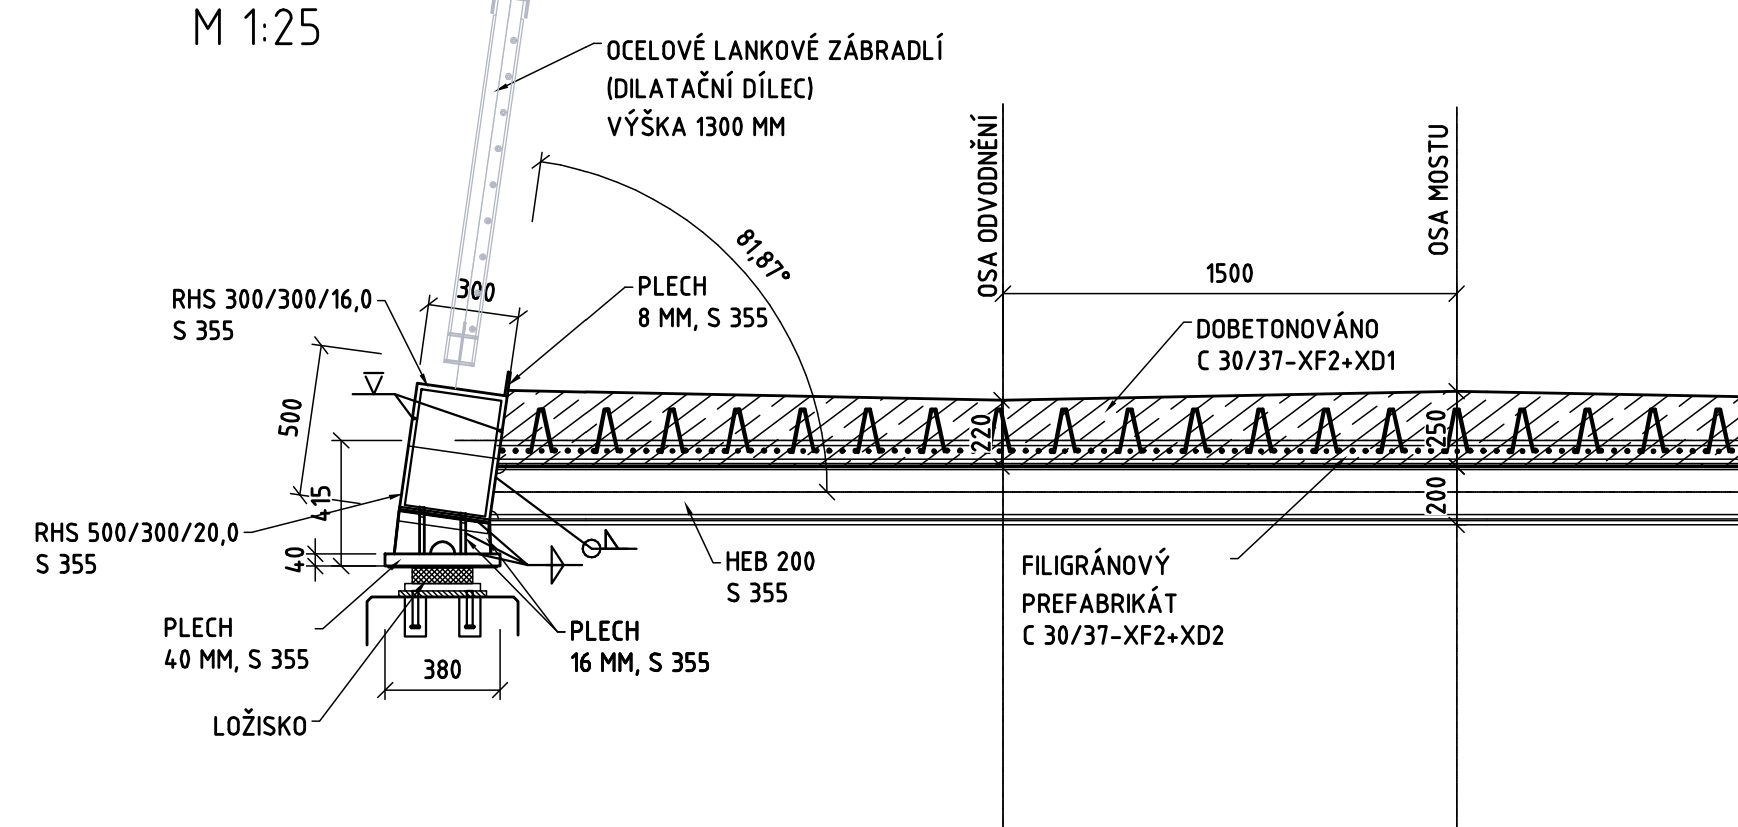 M 1:25
OCELOVÉ LANKOVÉ ZÁBRADLÍ
(DILATAČNÍ DÍLEC)
VÝŠKA 1300 MM
OSA ODVODNĚNÍ
OSA MOSTU
81,87°
1500
RHS 300/300/16,0
S 355
300
PLECH
8 MM, S 355
DOBETONOVÁNO
C 30/37-XF2+XD1
500
220
250
415
200
RHS 500/300/20,0
S 355
40
HEB 200
S 355
FILIGRÁNOVÝ
PREFABRIKÁT
C 30/37-XF2+XD2
PLECH
40 MM, S 355
PLECH
16 MM, S 355
380
LOŽISKO